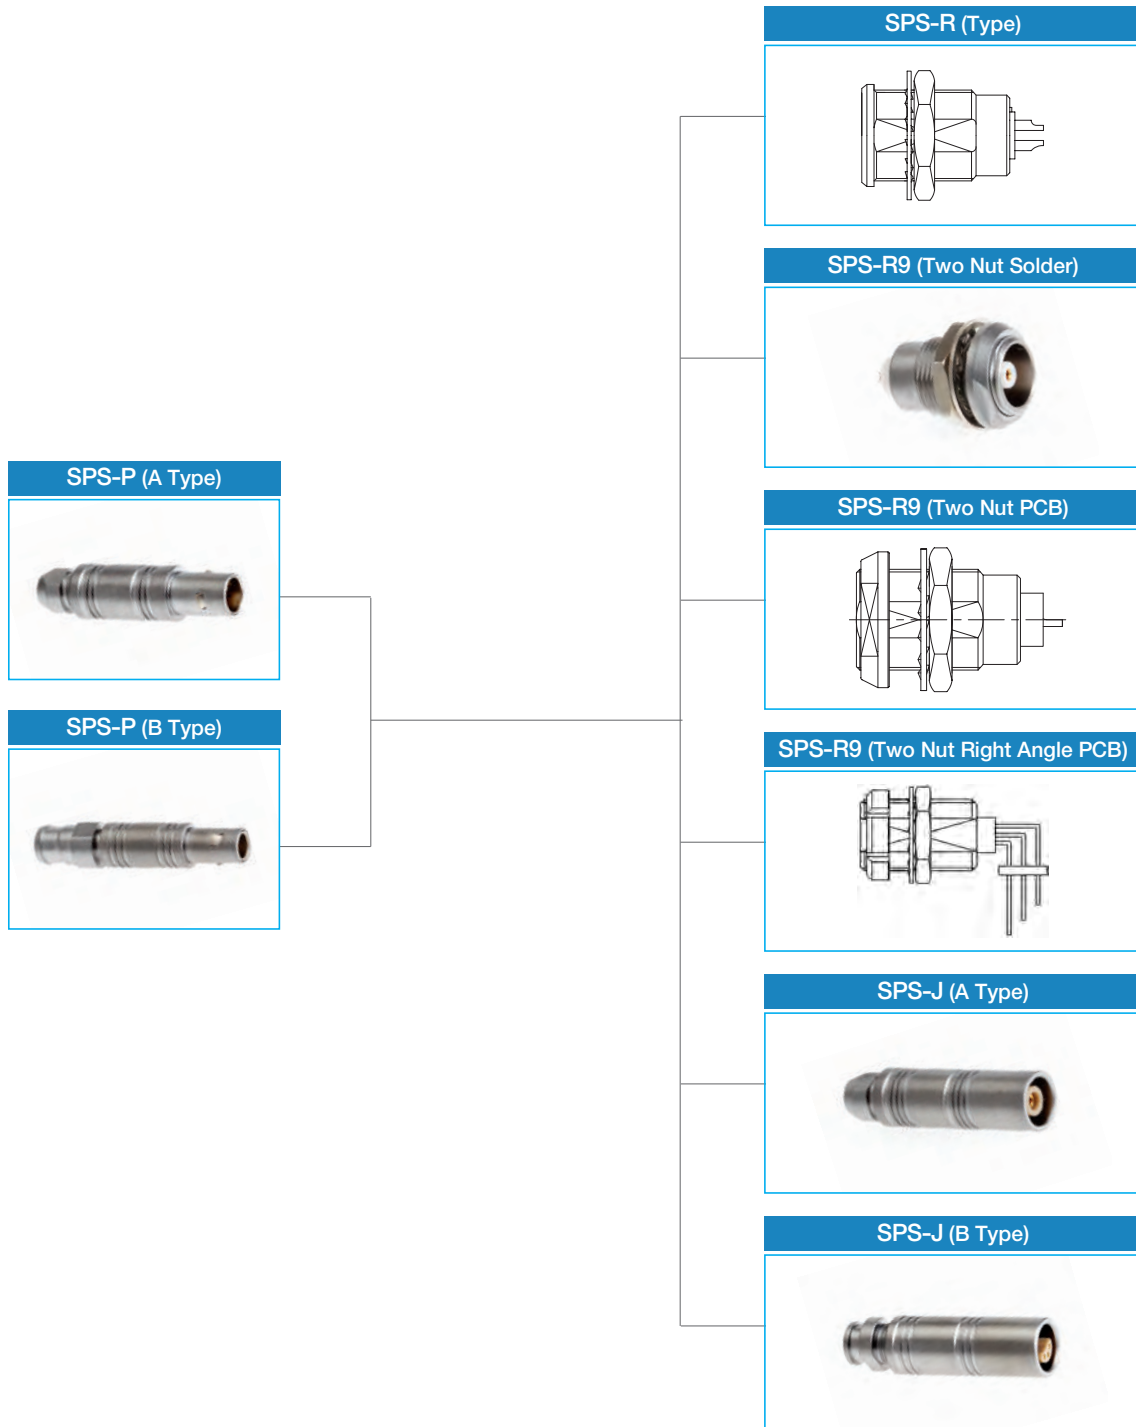 SPS-R (Type)
SPS-R9 (Two Nut Solder)
SPS-P (A Type)
SPS-R9 (Two Nut PCB)
SPS-P (B Type)
SPS-R9 (Two Nut Right Angle PCB)
SPS-J (A Type)
SPS-J (B Type)